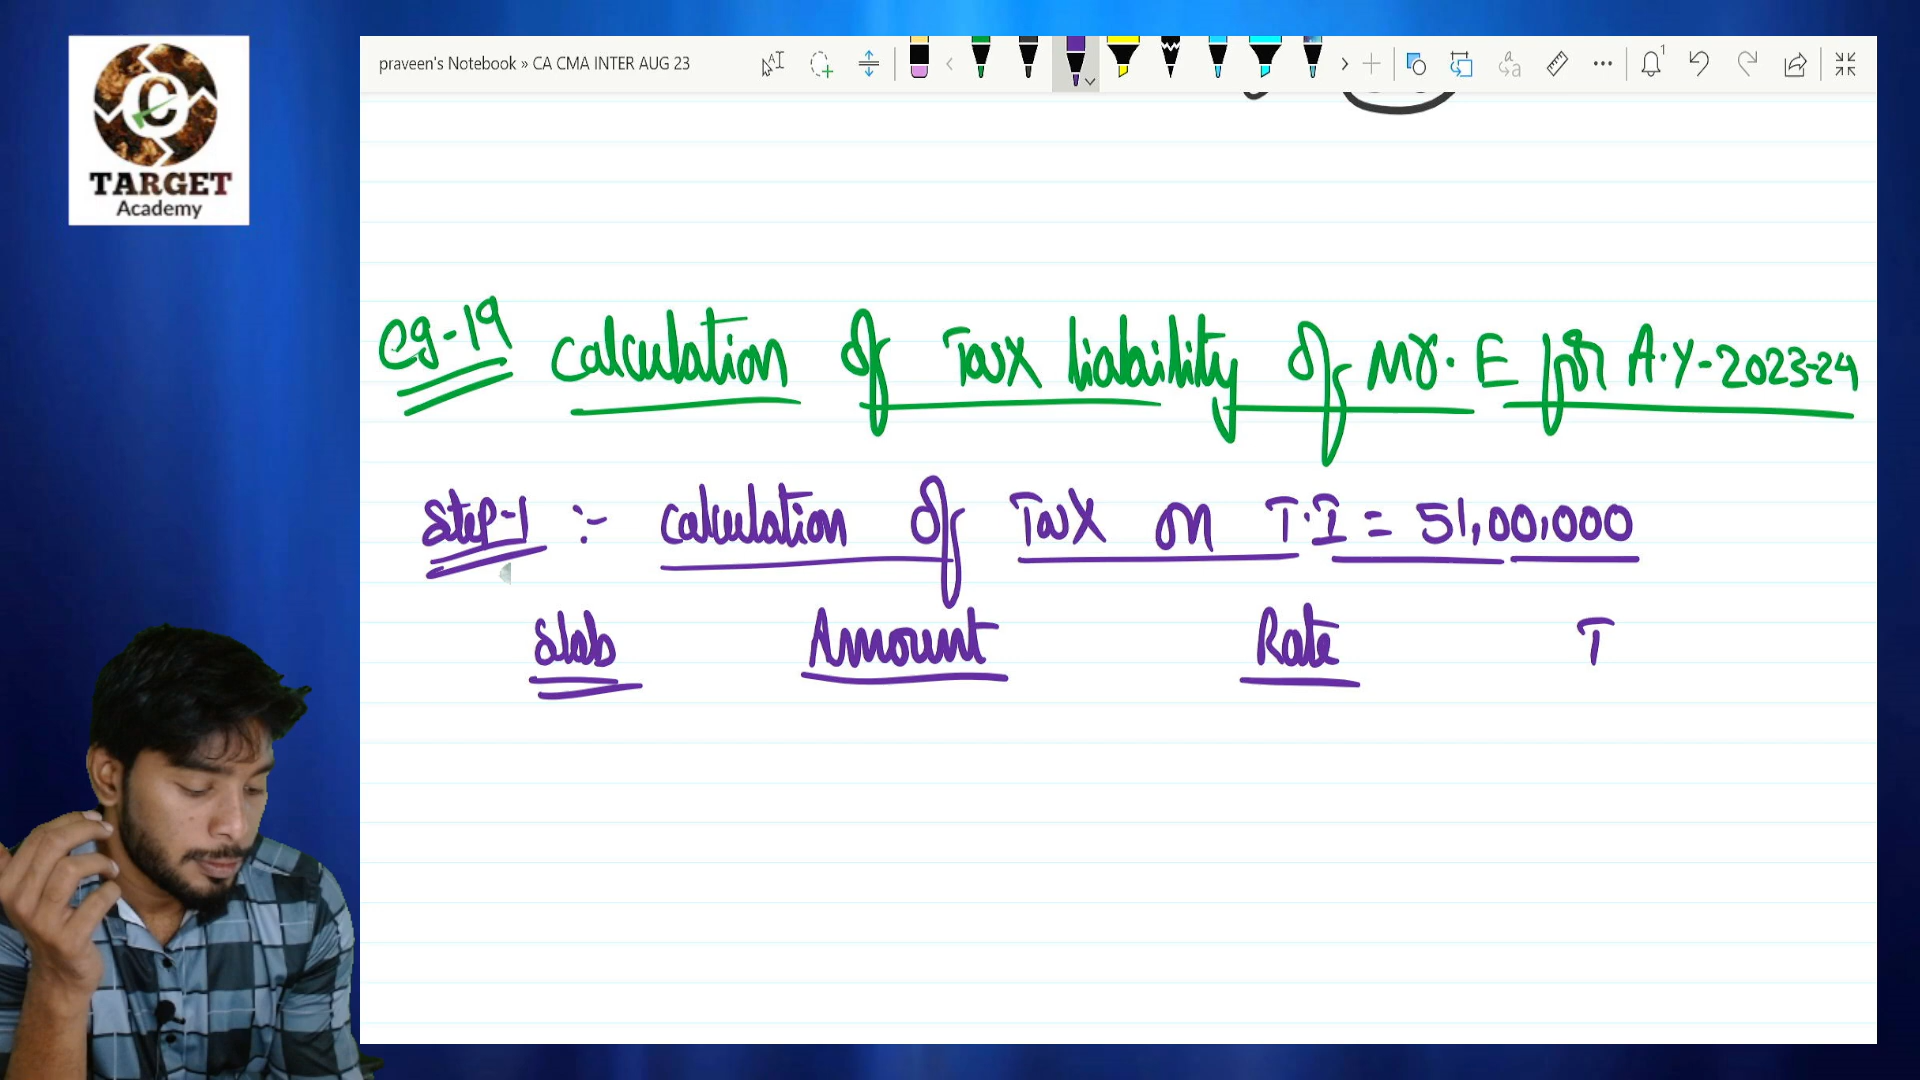 TARGET
Academy
praveen's Notebook » CA CMA INTER AUG 23
eg-19 Calculation of Tax liability of Mr. E for A.Y-2023-24
Step-1 :- Calculation of Tax on T.I = 51,00,000
Slab Amount Rate T